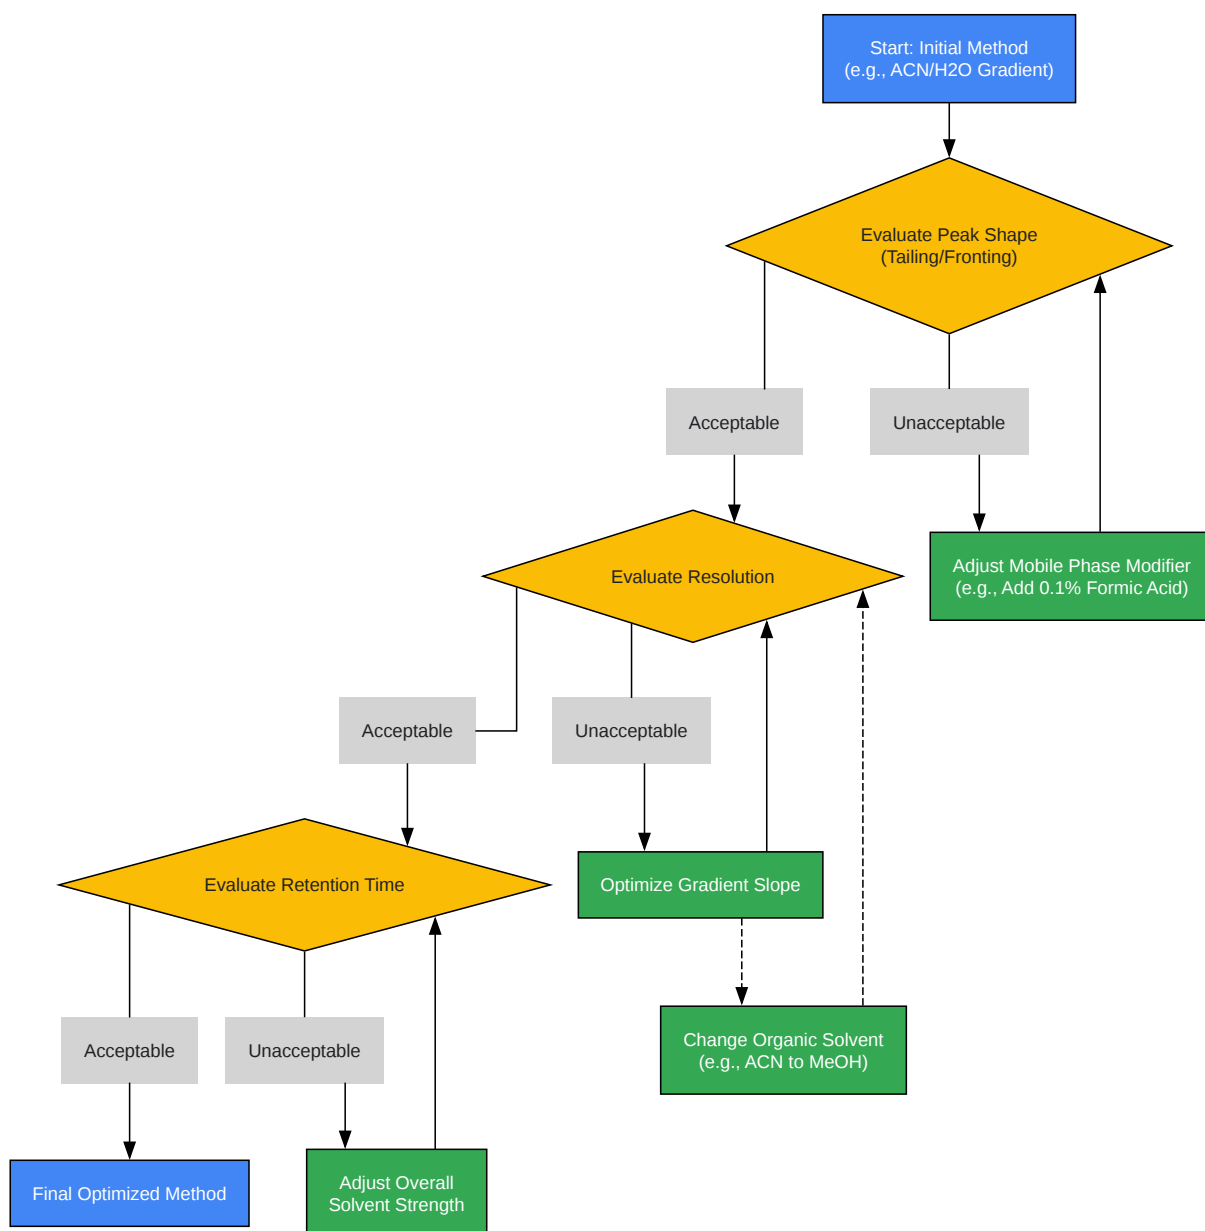 Start: Initial Method
(e.g., ACN/H2O Gradient)
Evaluate Peak Shape
(Tailing/Fronting)
Acceptable
Unacceptable
Adjust Mobile Phase Modifier
(e.g., Add 0.1% Formic Acid)
Evaluate Resolution
Acceptable
Unacceptable
Optimize Gradient Slope
Change Organic Solvent
(e.g., ACN to MeOH)
Evaluate Retention Time
Acceptable
Unacceptable
Final Optimized Method
Adjust Overall
Solvent Strength